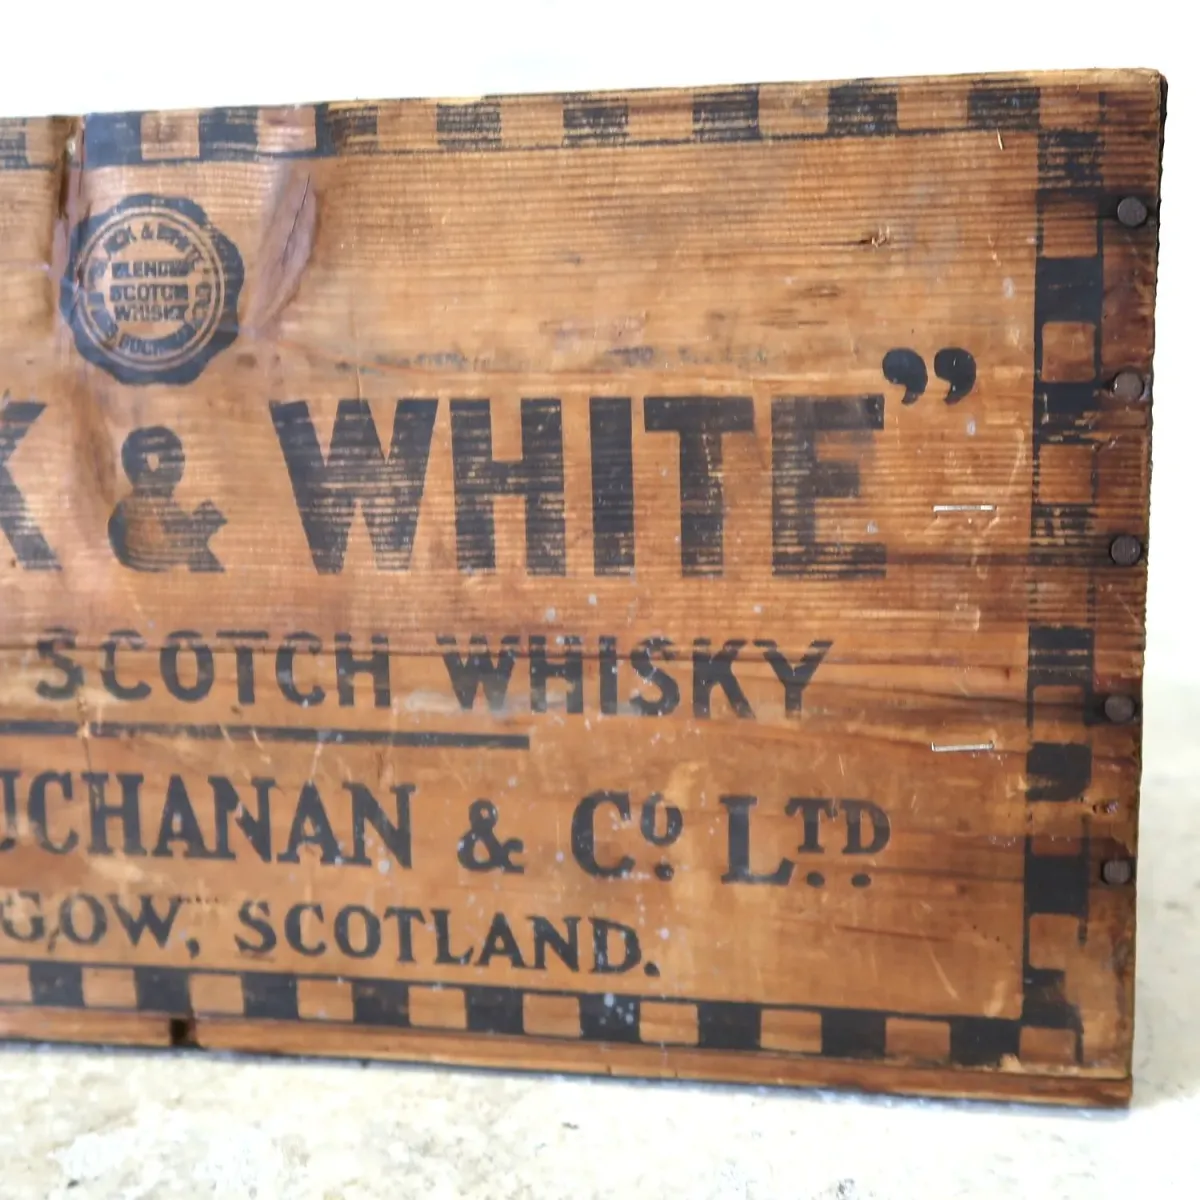 BLENDED
SCOTCH
WHISKY
K & WHITE”
SCOTCH WHISKY
UCHANAN & Co. LTD.
GOW, SCOTLAND.